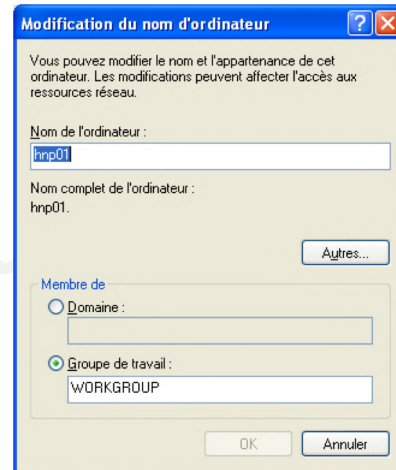 Modification du nom d'ordinateur
Vous pouvez modifier le nom et l'appartenance de cet
ordinateur. Les modifications peuvent affecter l'accès aux
ressources réseau.
Nom de l'ordinateur :
hnp01
Nom complet de l'ordinateur :
hnp01.
Autres...
Membre de
Domaine :
Groupe de travail :
WORKGROUP
OK
Annuler